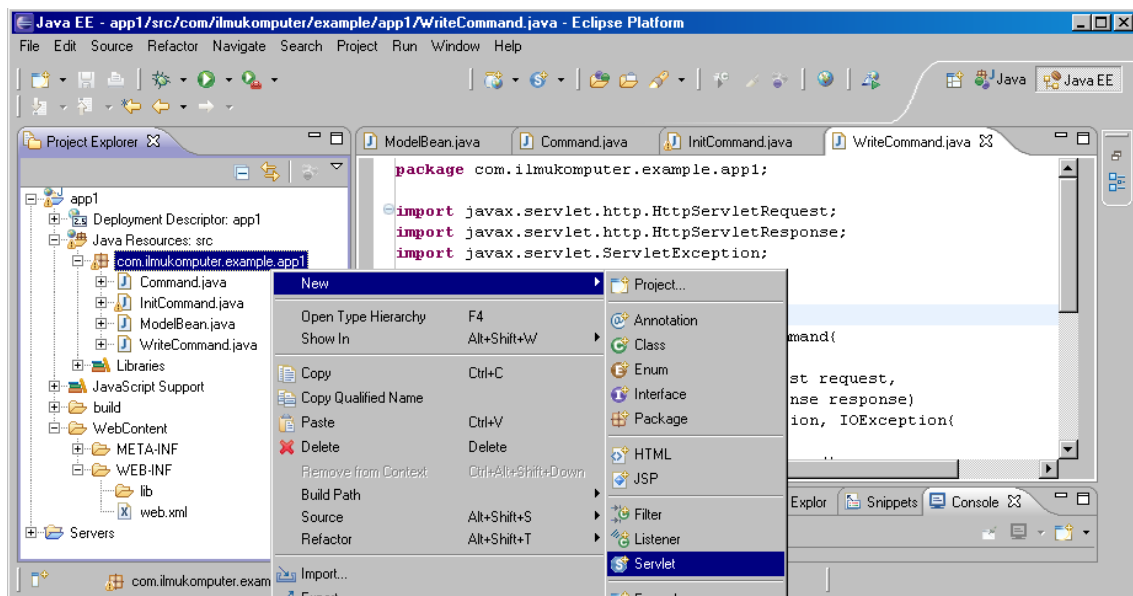 Java EE - app1/src/com/ilmukomputer/example/app1/WriteCommand.java - Eclipse Platform
File Edit Source Refactor Navigate Search Project Run Window Help
Java Java EE
Project Explorer
app1
Deployment Descriptor: app1
Java Resources: src
com.ilmukomputer.example.app1
Command.java
InitCommand.java
ModelBean.java
WriteCommand.java
Libraries
JavaScript Support
build
WebContent
META-INF
WEB-INF
lib
web.xml
Servers
ModelBean.java Command.java InitCommand.java WriteCommand.java
package com.ilmukomputer.example.app1;
import javax.servlet.http.HttpServletRequest;
import javax.servlet.http.HttpServletResponse;
import javax.servlet.ServletException;
mand{
st request,
nse response)
ion, IOException{
New
Open Type Hierarchy F4
Show In Alt+Shift+W
Copy Ctrl+C
Copy Qualified Name
Paste Ctrl+V
Delete Delete
Remove from Context Ctrl+Alt+Shift+Down
Build Path
Source Alt+Shift+S
Refactor Alt+Shift+T
Import...
Project...
Annotation
Class
Enum
Interface
Package
HTML
JSP
Filter
Listener
Servlet
Explor Snippets Console
com.ilmukomputer.exam